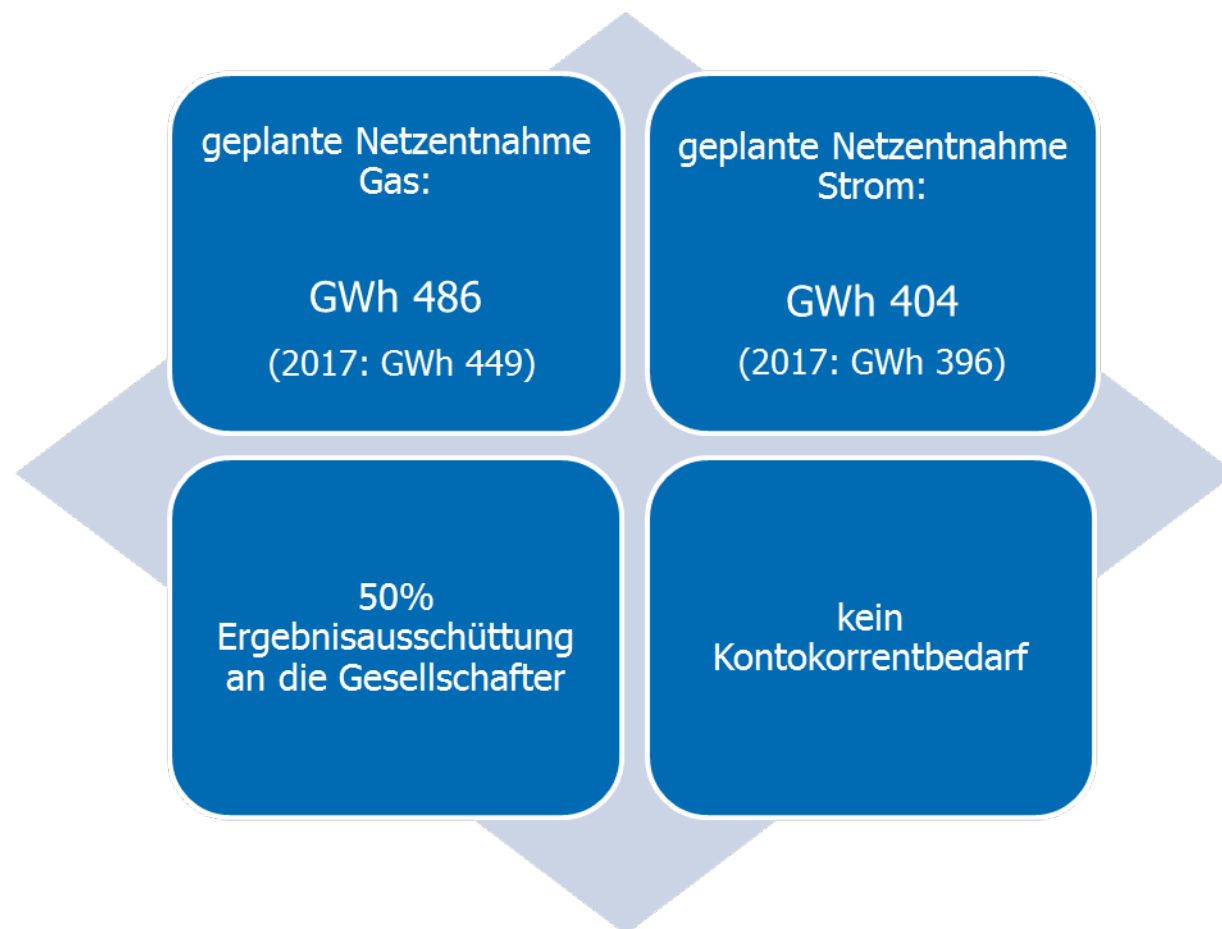 geplante Netzentnahme
Gas:
GWh 486
(2017: GWh 449)
geplante Netzentnahme
Strom:
GWh 404
(2017: GWh 396)
50%
Ergebnisausschüttung
an die Gesellschafter
kein
Kontokorrentbedarf